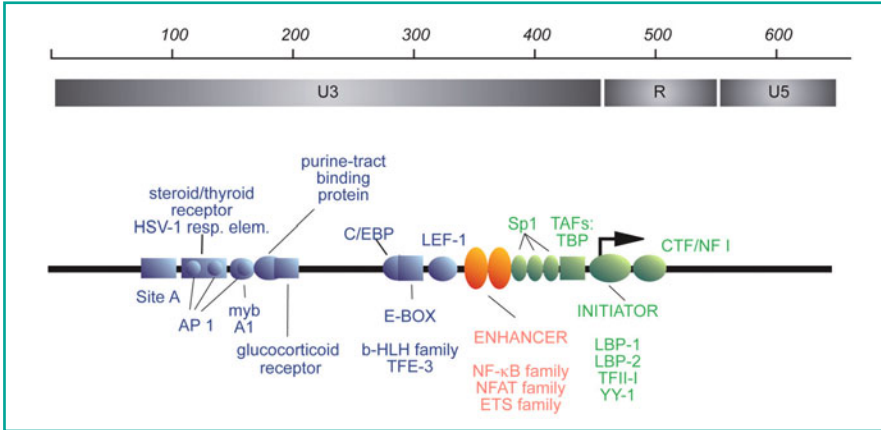 100 200 300 400 500 600
U3 R U5
purine-tract
binding
protein
steroid/thyroid
receptor
HSV-1 resp. elem.
C/EBP
LEF-1
Sp1
TAFs:
TBP
CTF/NF I
Site A
AP 1
myb
A1
glucocorticoid
receptor
E-BOX
b-HLH family
TFE-3
ENHANCER
NF-κB family
NFAT family
ETS family
INITIATOR
LBP-1
LBP-2
TFII-I
YY-1